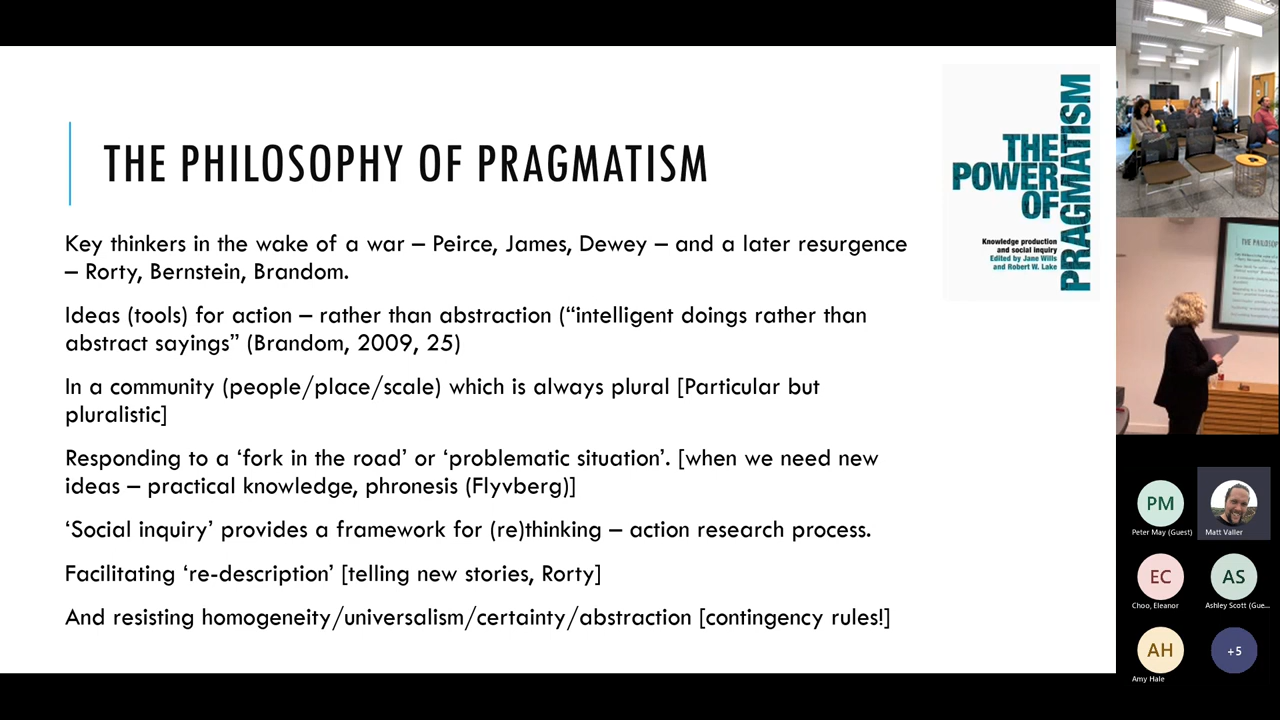 THE PHILOSOPHY OF PRAGMATISM
Key thinkers in the wake of a war – Peirce, James, Dewey – and a later resurgence
– Rorty, Bernstein, Brandom.
Ideas (tools) for action – rather than abstraction (“intelligent doings rather than
abstract sayings” (Brandom, 2009, 25)
In a community (people/place/scale) which is always plural [Particular but
pluralistic]
Responding to a ‘fork in the road’ or ‘problematic situation’. [when we need new
ideas – practical knowledge, phronesis (Flyvberg)]
‘Social inquiry’ provides a framework for (re)thinking – action research process.
Facilitating ‘re-description’ [telling new stories, Rorty]
And resisting homogeneity/universalism/certainty/abstraction [contingency rules!]
THE
POWER
OF
PRAGMATISM
Knowledge production
and social inquiry
Edited by Jane Wills
and Robert W. Lake
THE PHILOSOP
PM
Peter May (Guest)
Matt Valler
EC
Choo, Eleanor
AS
Ashley Scott (Gue...
AH
Amy Hale
+5